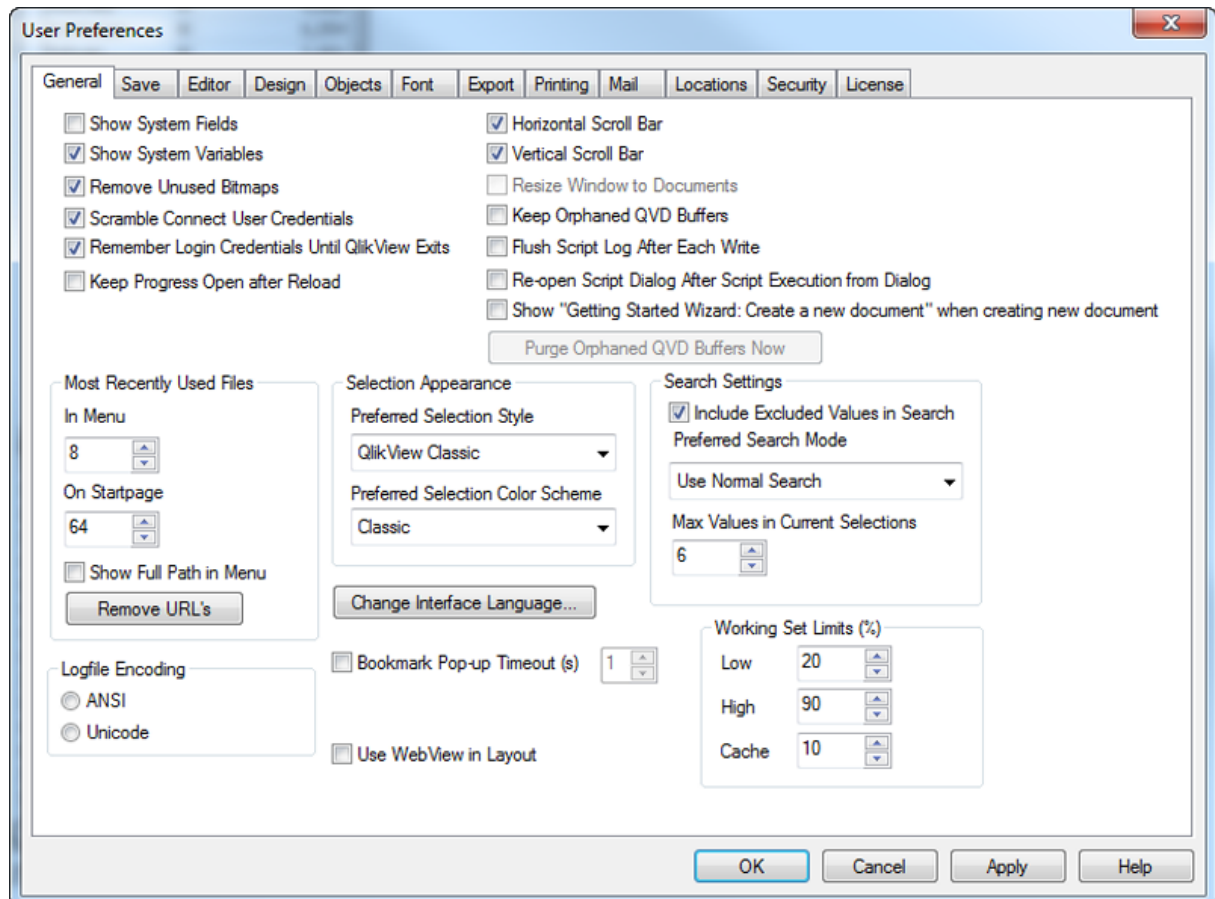 User Preferences
General Save Editor Design Objects Font Export Printing Mail Locations Security License
Show System Fields
Show System Variables
Remove Unused Bitmaps
Scramble Connect User Credentials
Remember Login Credentials Until QlikView Exits
Keep Progress Open after Reload
Horizontal Scroll Bar
Vertical Scroll Bar
Resize Window to Documents
Keep Orphaned QVD Buffers
Flush Script Log After Each Write
Re-open Script Dialog After Script Execution from Dialog
Show "Getting Started Wizard: Create a new document" when creating new document
Purge Orphaned QVD Buffers Now
Most Recently Used Files
In Menu
8
On Startpage
64
Show Full Path in Menu
Remove URL's
Logfile Encoding
ANSI
Unicode
Selection Appearance
Preferred Selection Style
QlikView Classic
Preferred Selection Color Scheme
Classic
Change Interface Language...
Bookmark Pop-up Timeout (s) 1
Use WebView in Layout
Search Settings
Include Excluded Values in Search
Preferred Search Mode
Use Normal Search
Max Values in Current Selections
6
Working Set Limits (%)
Low 20
High 90
Cache 10
OK Cancel Apply Help